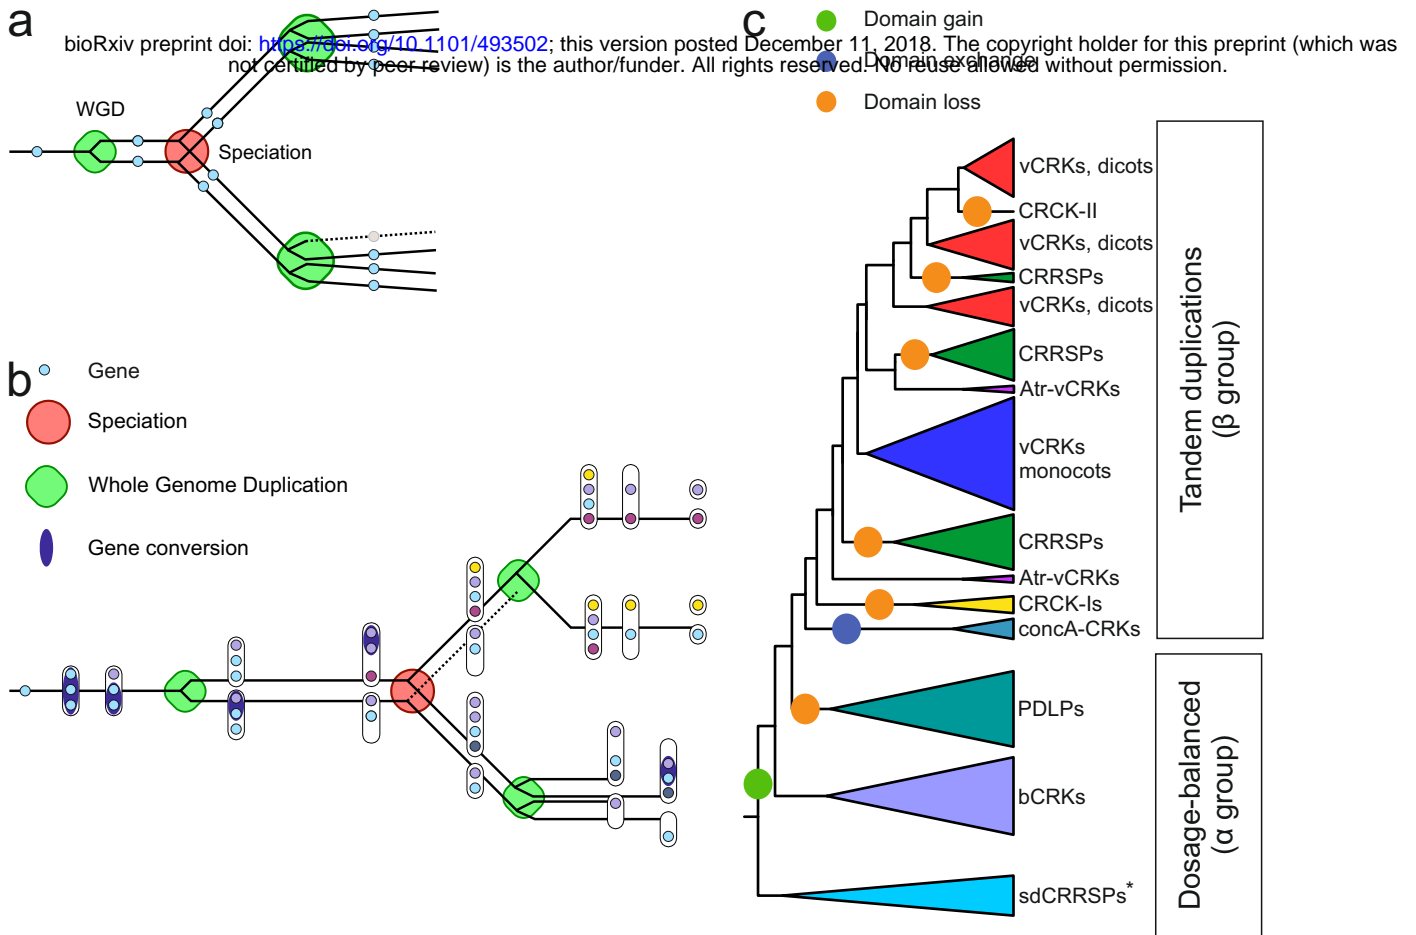 a
c
Domain gain
bioRxiv preprint doi: https://doi.org/10.1101/493502; this version posted December 11, 2018. The copyright holder for this preprint (which was
not certified by peer review) is the author/funder. All rights reserved. No reuse allowed without permission.
Domain exchange
Domain loss
WGD
Speciation
b
Gene
Speciation
Whole Genome Duplication
Gene conversion
vCRKs, dicots
CRCK-II
vCRKs, dicots
CRRSPs
vCRKs, dicots
CRRSPs
Atr-vCRKs
vCRKs
monocots
CRRSPs
Atr-vCRKs
CRCK-Is
concA-CRKs
PDLPs
bCRKs
sdCRRSPs*
Tandem duplications
(β group)
Dosage-balanced
(α group)